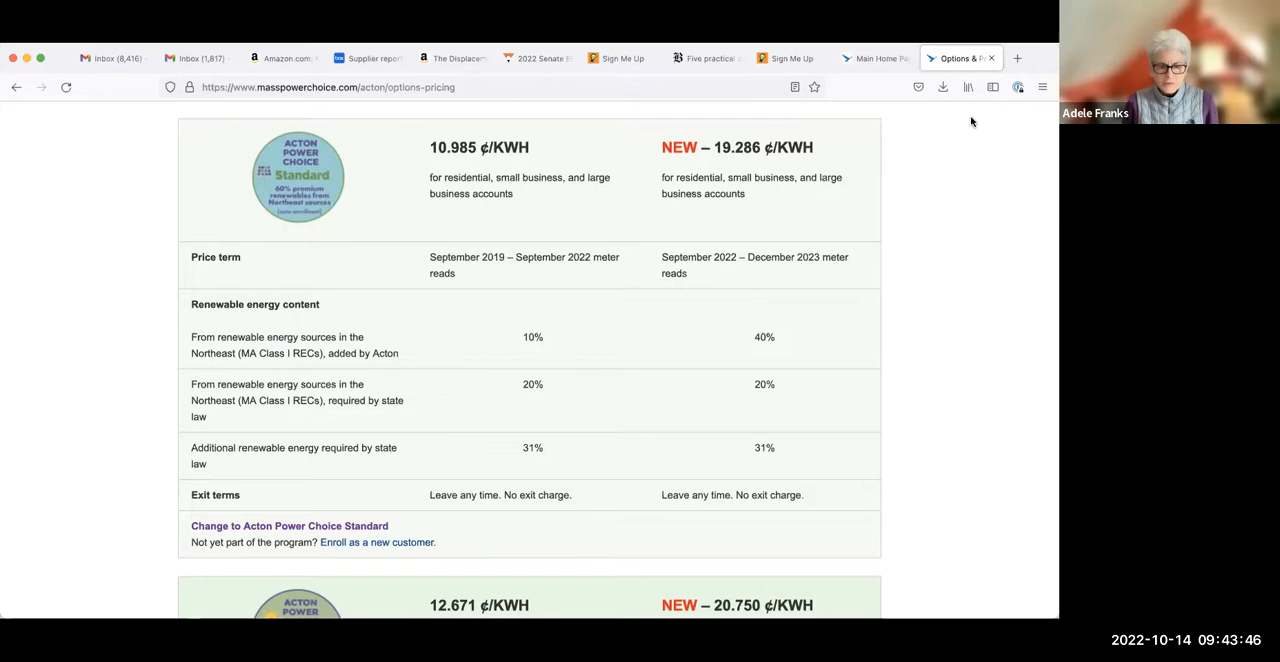 Inbox (8,416) -
Inbox (1,817) -
Amazon.com:
Supplier report
The Displacem
2022 Senate El
Sign Me Up
Five practical a
Sign Me Up
Main Home Pa
Options & Pr
https://www.masspowerchoice.com/acton/options-pricing
Adele Franks
ACTON
POWER
CHOICE
Standard
60% premium
renewables from
Northeast sources
(auto enrollment)
10.985 ¢/KWH
for residential, small business, and large
business accounts
NEW – 19.286 ¢/KWH
for residential, small business, and large
business accounts
Price term
September 2019 – September 2022 meter
reads
September 2022 – December 2023 meter
reads
Renewable energy content
From renewable energy sources in the
Northeast (MA Class I RECs), added by Acton
10%
40%
From renewable energy sources in the
Northeast (MA Class I RECs), required by state
law
20%
20%
Additional renewable energy required by state
law
31%
31%
Exit terms
Leave any time. No exit charge.
Leave any time. No exit charge.
Change to Acton Power Choice Standard
Not yet part of the program? Enroll as a new customer.
ACTON
POWER
12.671 ¢/KWH
NEW – 20.750 ¢/KWH
2022-10-14 09:43:46